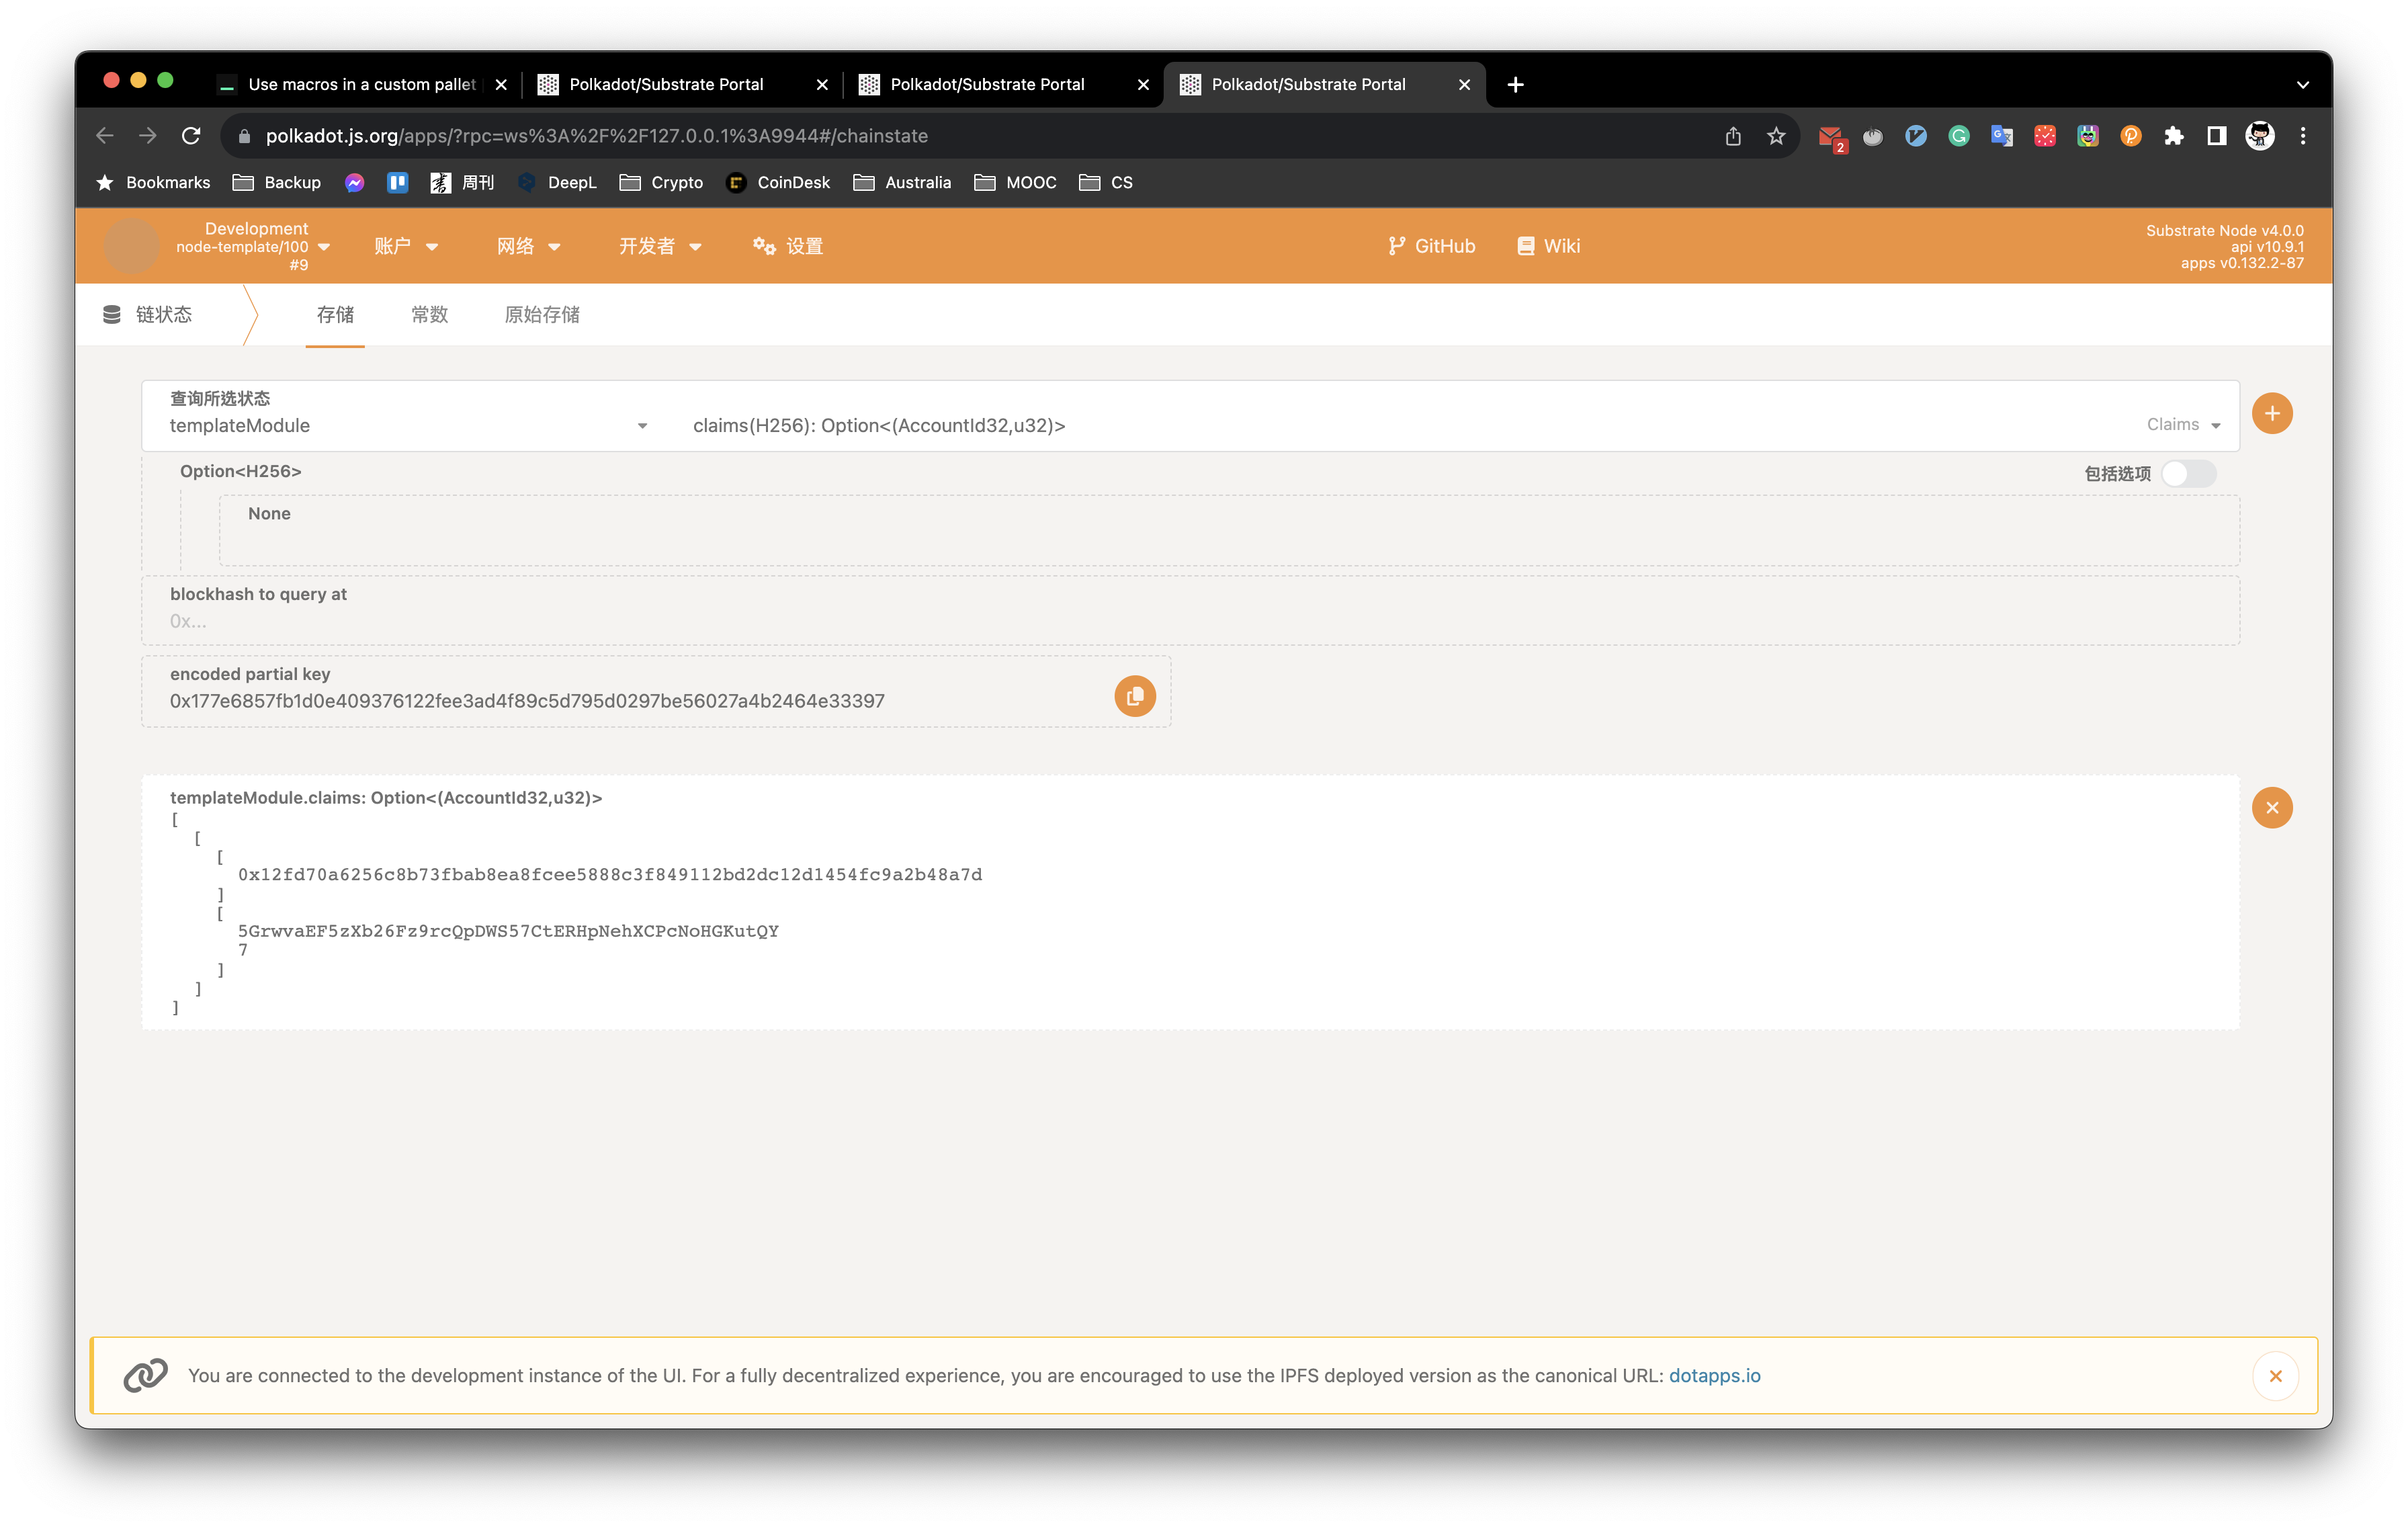 Use macros in a custom pallet
Polkadot/Substrate Portal
Polkadot/Substrate Portal
Polkadot/Substrate Portal
polkadot.js.org/apps/?rpc=ws%3A%2F%2F127.0.0.1%3A9944#/chainstate
2
Bookmarks
Backup
周刊
DeepL
Crypto
CoinDesk
Australia
MOOC
CS
Development
node-template/100
#9
账户
网络
开发者
设置
GitHub
Wiki
Substrate Node v4.0.0
api v10.9.1
apps v0.132.2-87
链状态
存储
常数
原始存储
查询所选状态
templateModule
claims(H256): Option<(AccountId32,u32)>
Claims
Option<H256>
包括选项
None
blockhash to query at
0x...
encoded partial key
0x177e6857fb1d0e409376122fee3ad4f89c5d795d0297be56027a4b2464e33397
templateModule.claims: Option<(AccountId32,u32)>
[
[
[
0x12fd70a6256c8b73fbab8ea8fcee5888c3f849112bd2dc12d1454fc9a2b48a7d
]
[
5GrwvaEF5zXb26Fz9rcQpDWS57CtERHpNehXCPcNoHGKutQY
7
]
]
]
You are connected to the development instance of the UI. For a fully decentralized experience, you are encouraged to use the IPFS deployed version as the canonical URL: dotapps.io